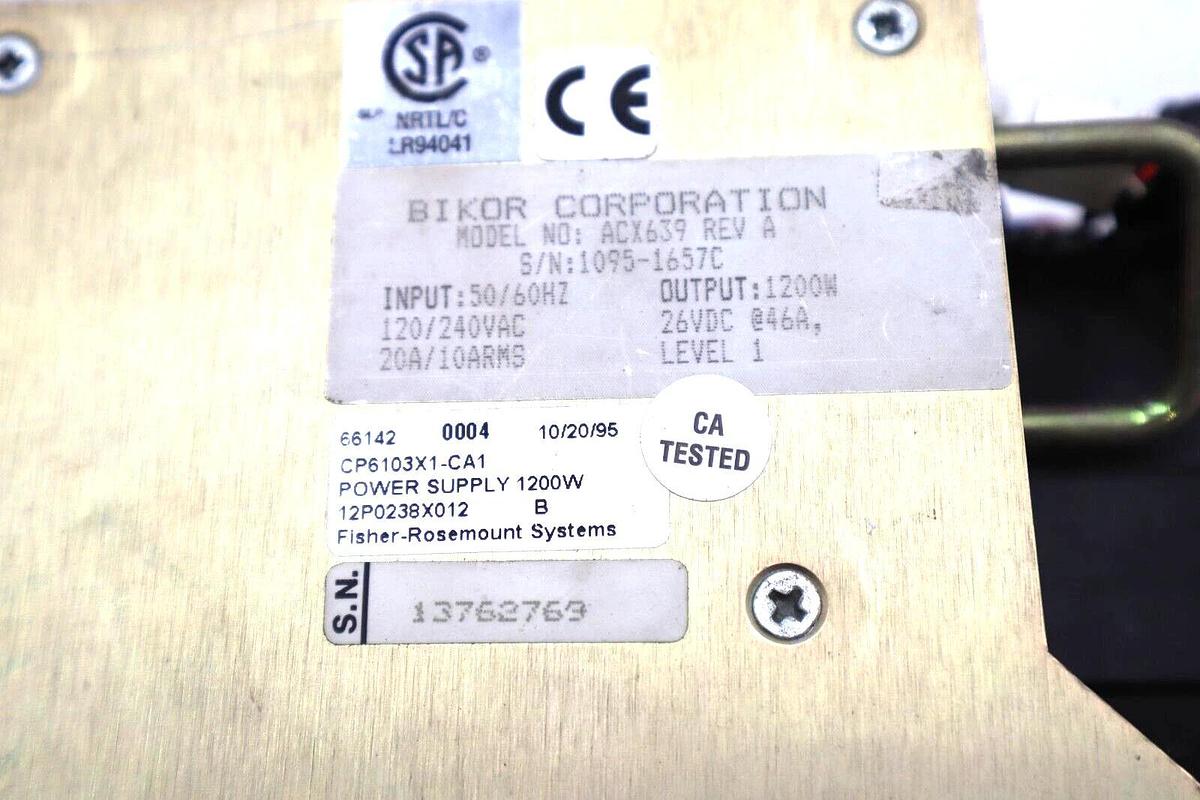 CSA ®
NRTL/C
LR94041
CE
BIKOR CORPORATION
MODEL NO: ACX639 REV A
S/N:1095-1657C
INPUT:50/60HZ OUTPUT:1200W
120/240VAC 26VDC @46A,
20A/10ARMS LEVEL 1
66142 0004 10/20/95
CP6103X1-CA1
POWER SUPPLY 1200W
12P0238X012 B
Fisher-Rosemount Systems
CA
TESTED
S.N. 13762769